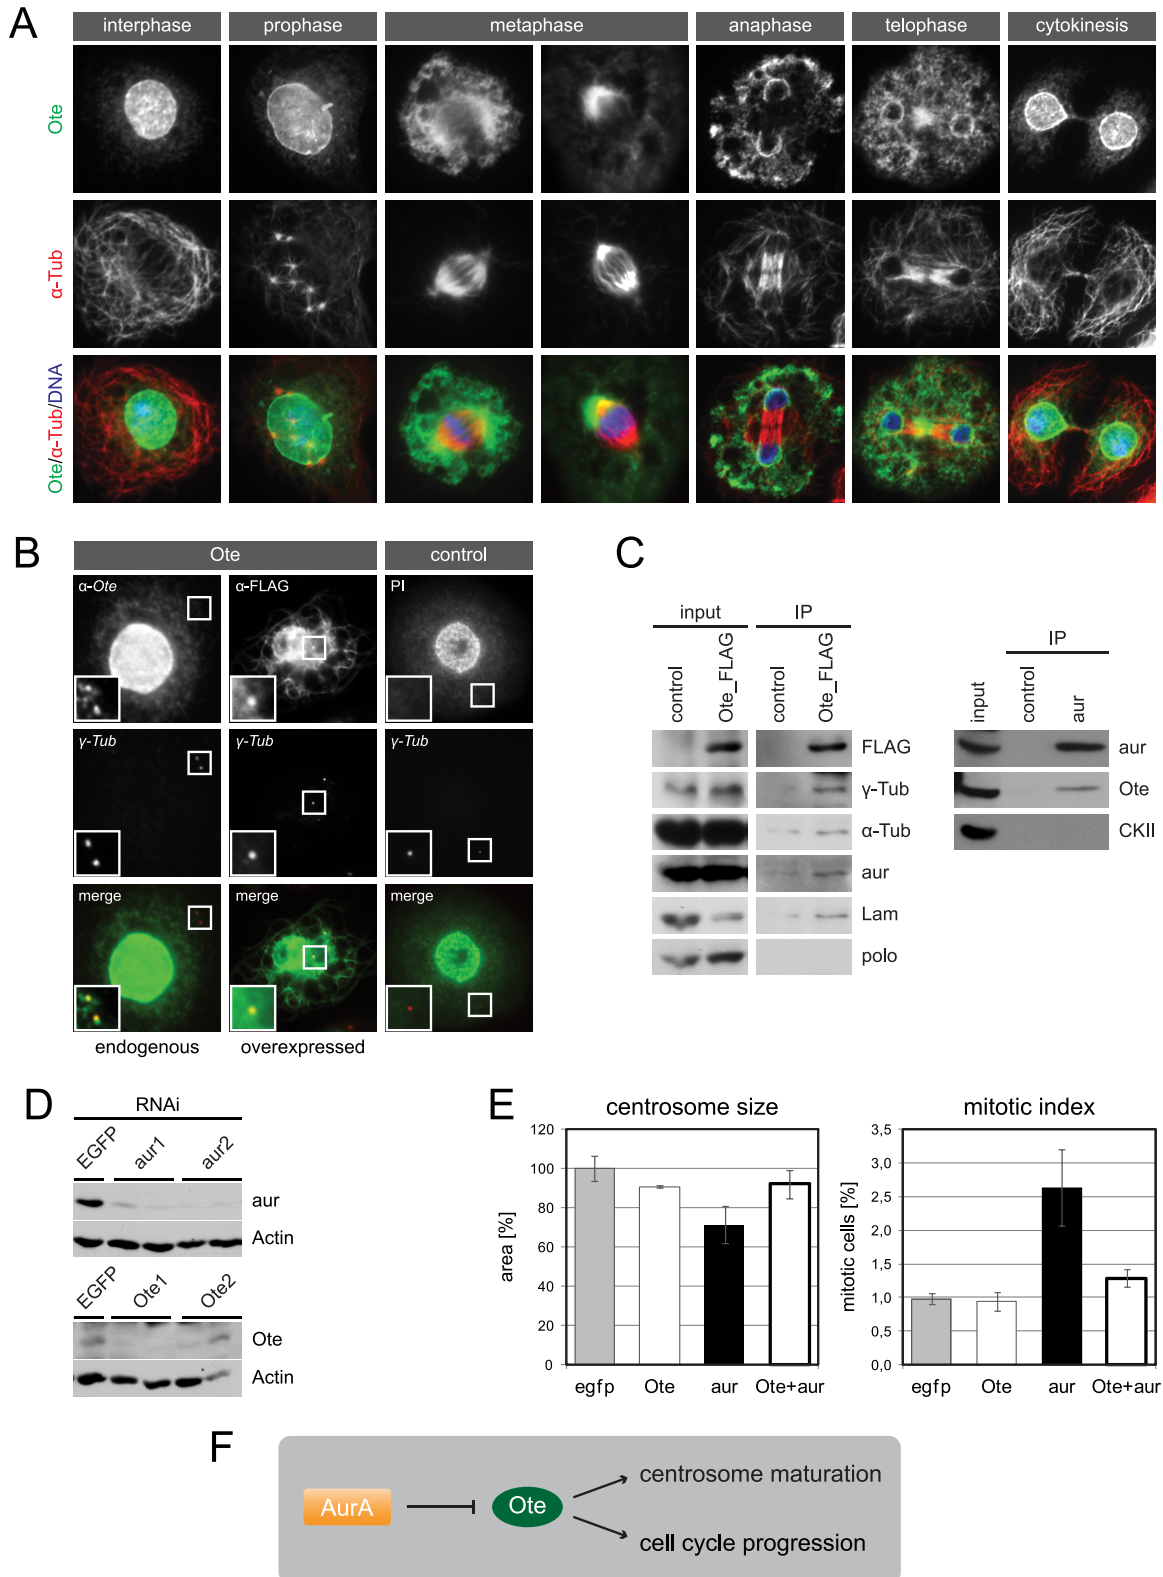 A
interphase prophase metaphase anaphase telophase cytokinesis
Ote
α-Tub
Ote/α-Tub/DNA
B
Ote control
α-Ote α-FLAG PI
γ-Tub γ-Tub γ-Tub
merge merge merge
endogenous overexpressed
C
input IP
control Ote_FLAG control Ote_FLAG
FLAG
γ-Tub
α-Tub
aur
Lam
polo
IP
input control aur
aur
Ote
CKII
D
RNAi
EGFP aur1 aur2
aur
Actin
EGFP Ote1 Ote2
Ote
Actin
E
centrosome size
area [%]
120
100
80
60
40
20
0
egfp Ote aur Ote+aur
mitotic index
mitotic cells [%]
3,5
3,0
2,5
2,0
1,5
1,0
0,5
0,0
egfp Ote aur Ote+aur
F
AurA Ote
centrosome maturation
cell cycle progression